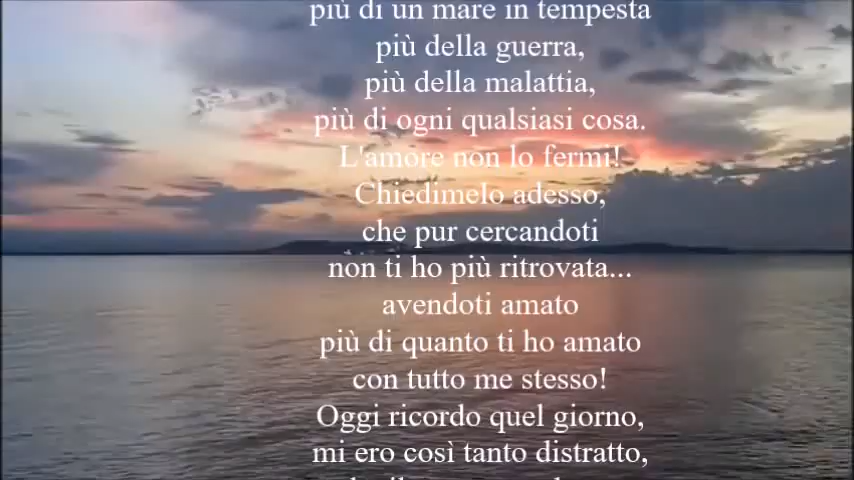 più di un mare in tempesta
più della guerra,
più della malattia,
più di ogni qualsiasi cosa.
L'amore non lo fermi!
Chiedimelo adesso,
che pur cercandoti
non ti ho più ritrovata...
avendoti amato
più di quanto ti ho amato
con tutto me stesso!
Oggi ricordo quel giorno,
mi ero così tanto distratto,